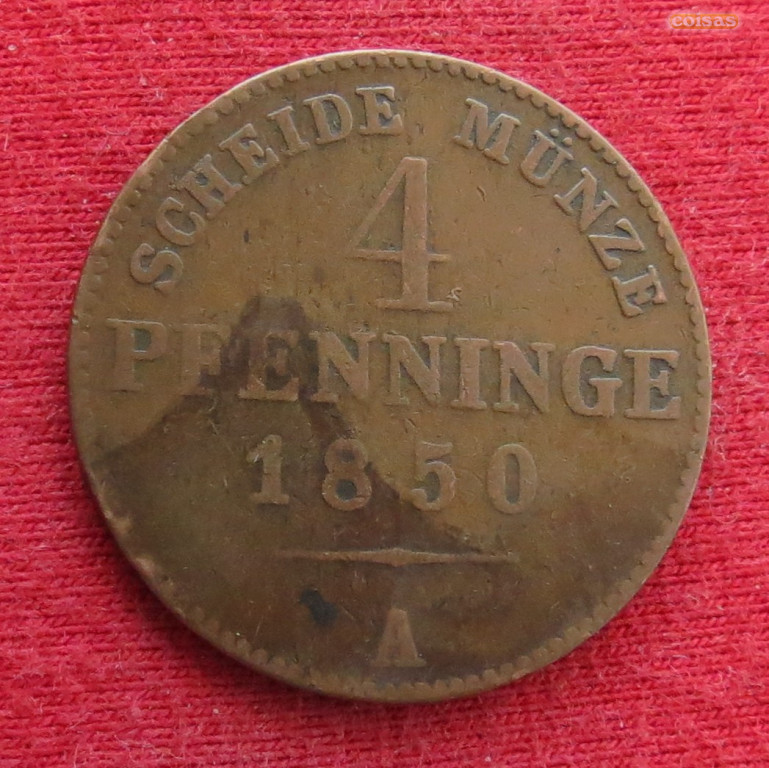 coisas
SCHEIDE MÜNZE
4
PFENNINGE
1850
A